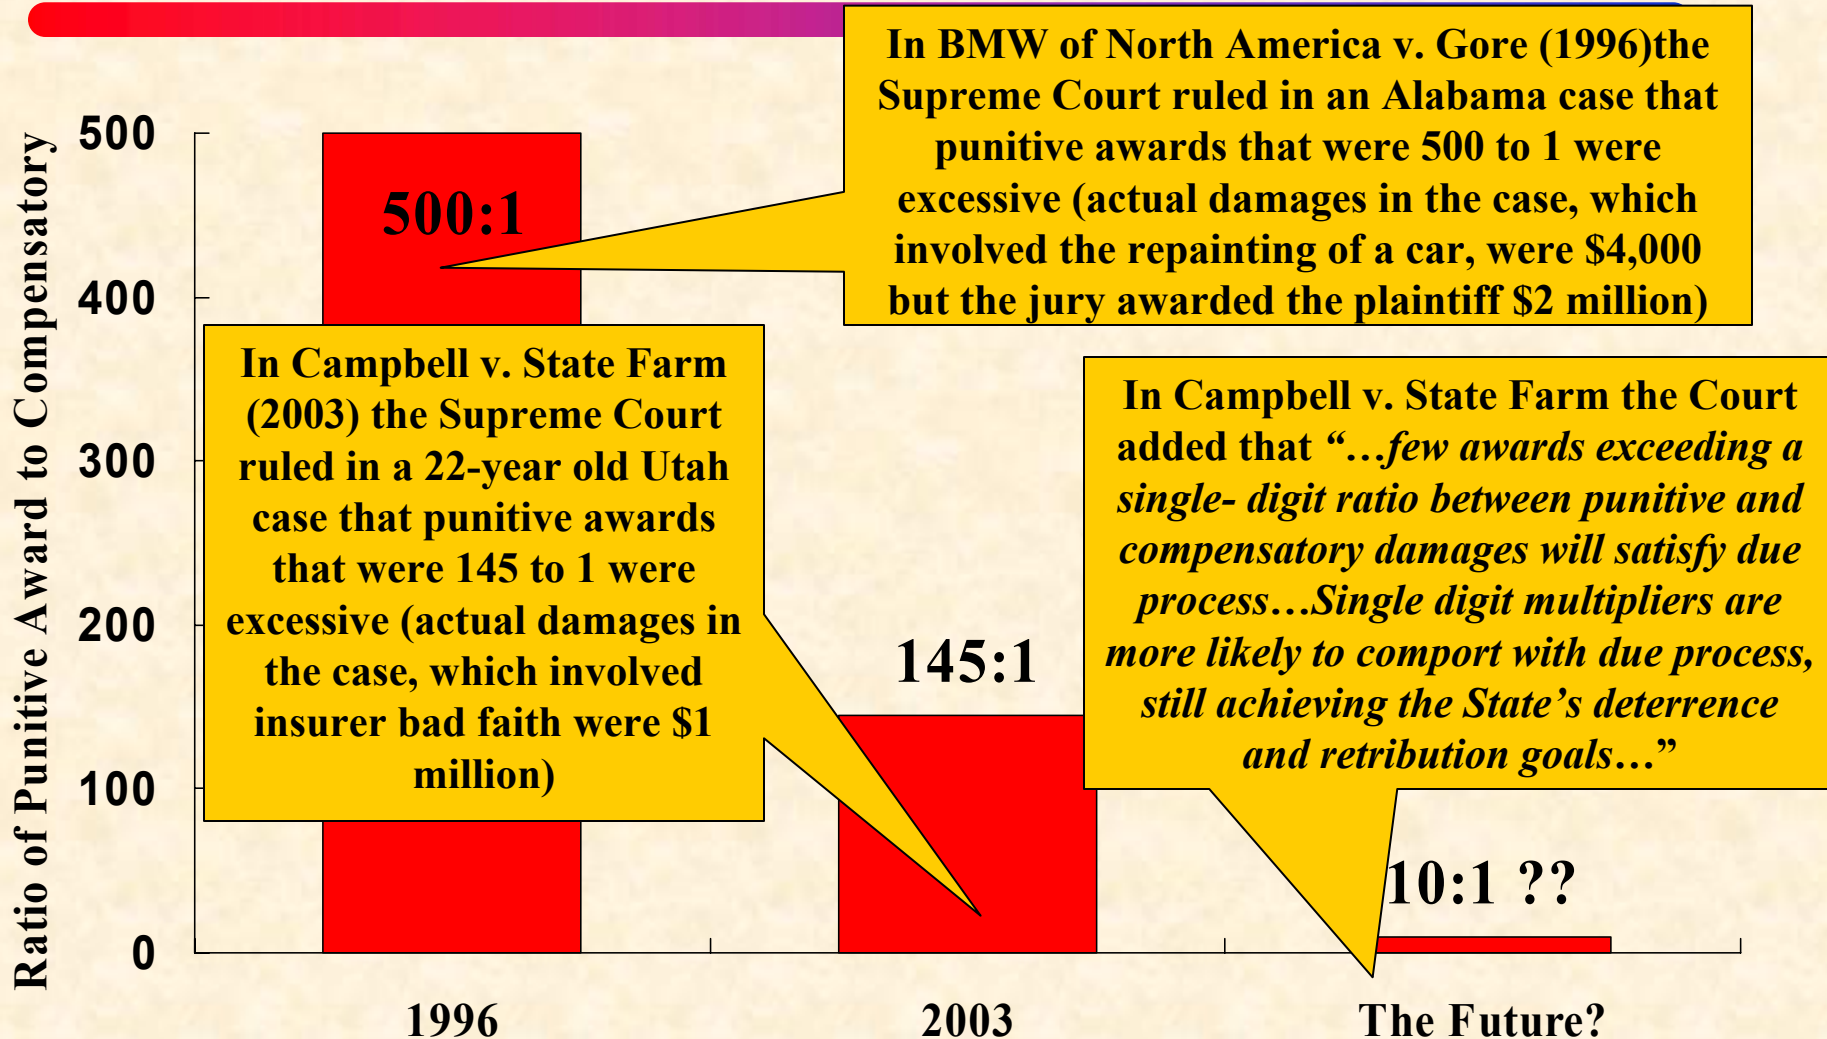 In BMW of North America v. Gore (1996)the
Supreme Court ruled in an Alabama case that
punitive awards that were 500 to 1 were
excessive (actual damages in the case, which
involved the repainting of a car, were $4,000
but the jury awarded the plaintiff $2 million)
Ratio of Punitive Award to Compensatory
500
400
300
200
100
0
500:1
In Campbell v. State Farm
(2003) the Supreme Court
ruled in a 22-year old Utah
case that punitive awards
that were 145 to 1 were
excessive (actual damages in
the case, which involved
insurer bad faith were $1
million)
145:1
In Campbell v. State Farm the Court
added that “…few awards exceeding a
single- digit ratio between punitive and
compensatory damages will satisfy due
process…Single digit multipliers are
more likely to comport with due process,
still achieving the State’s deterrence
and retribution goals…”
10:1 ??
1996
2003
The Future?